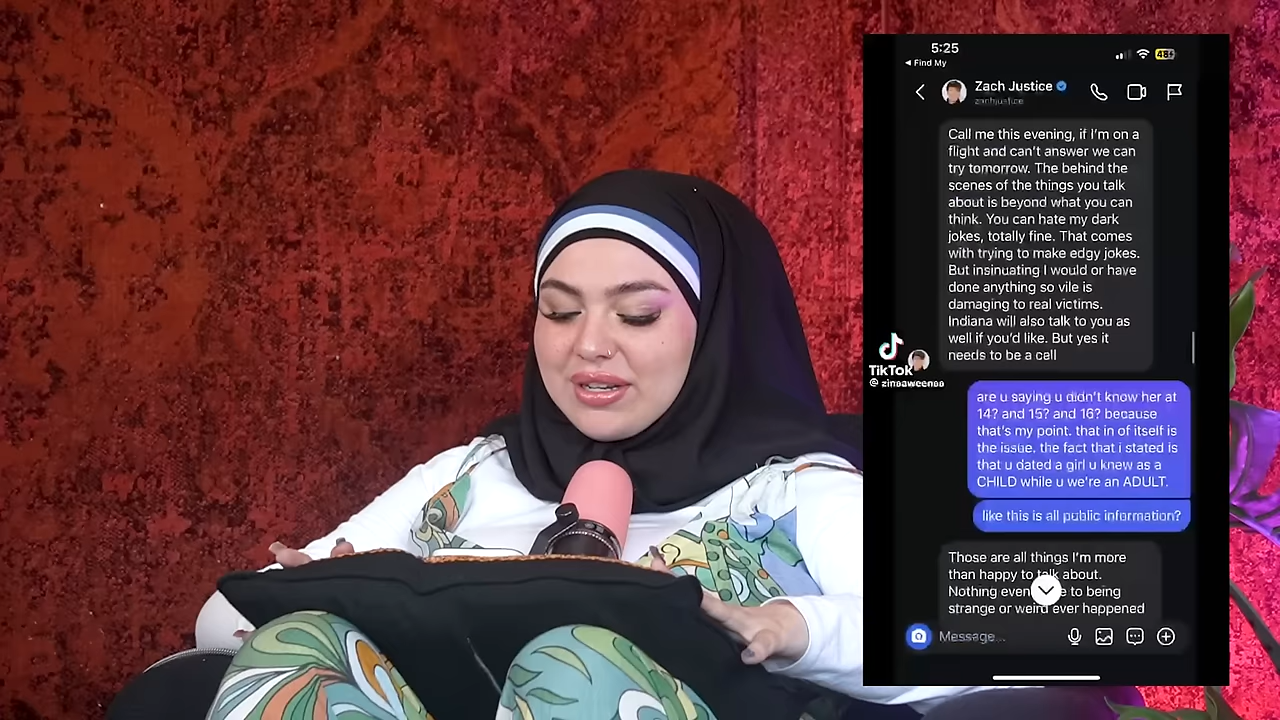 5:25
48
Find My
Zach Justice
zachjustice
Call me this evening, if I'm on a
flight and can't answer we can
try tomorrow. The behind the
scenes of the things you talk
about is beyond what you can
think. You can hate my dark
jokes, totally fine. That comes
with trying to make edgy jokes.
But insinuating I would or have
done anything so vile is
damaging to real victims.
Indiana will also talk to you as
well if you'd like. But yes it
needs to be a cell
TikTok
@zinsaweensa
are u saying u didn't know her at
14? and 15? and 16? because
that's my point. that in of itself is
the issue. the fact that i stated is
that u dated a girl u knew as a
CHILD while u we're an ADULT.
like this is all public information?
Those are all things I'm more
than happy to talk about.
Nothing even to being
strange or weird ever happened
Message...